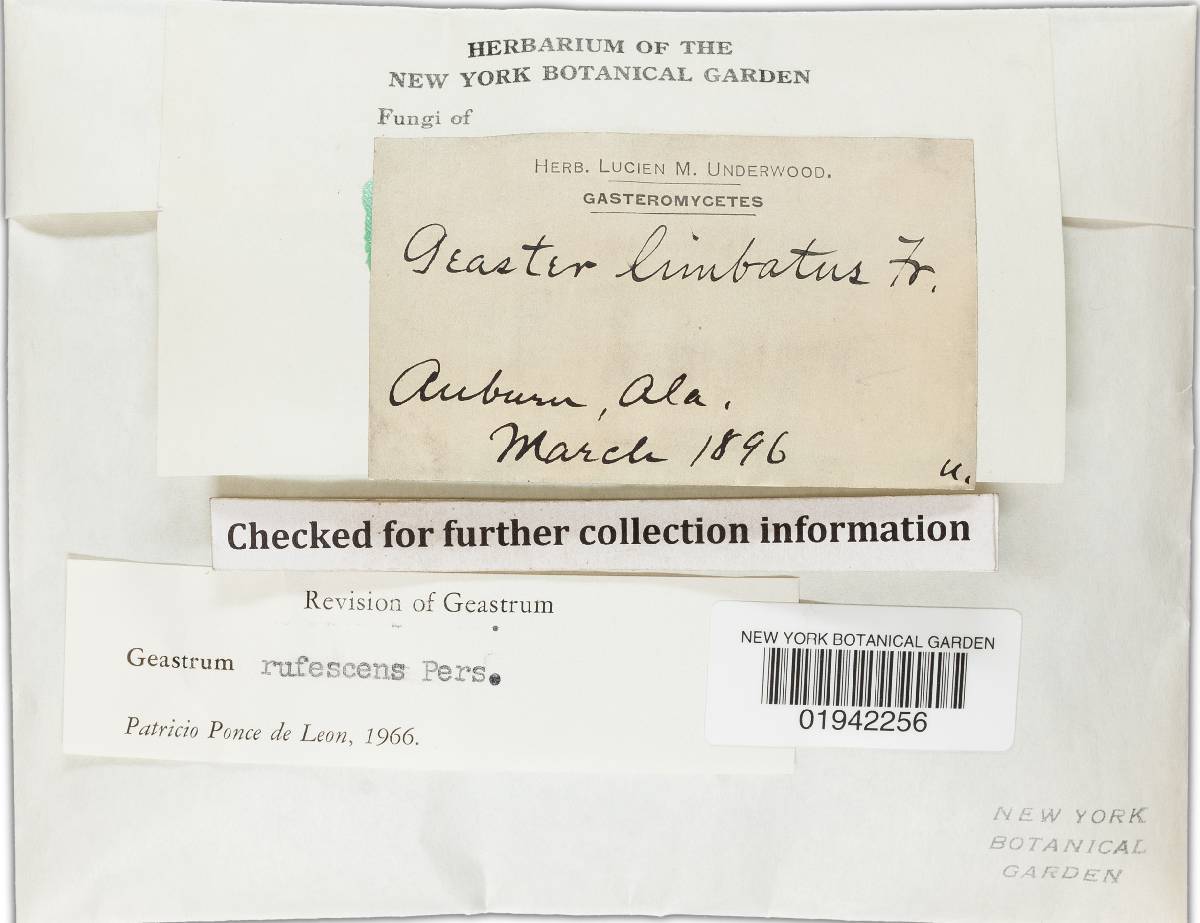 HERBARIUM OF THE
NEW YORK BOTANICAL GARDEN
Fungi of
HERB. LUCIEN M. UNDERWOOD.
GASTEROMYCETES
Geaster limbatus Fr.
Auburn, Ala.
March 1896
u.
Checked for further collection information
Revision of Geastrum
Geastrum rufescens Pers.
Patricio Ponce de Leon, 1966.
NEW YORK BOTANICAL GARDEN
01942256
NEW YORK
BOTANICAL
GARDEN